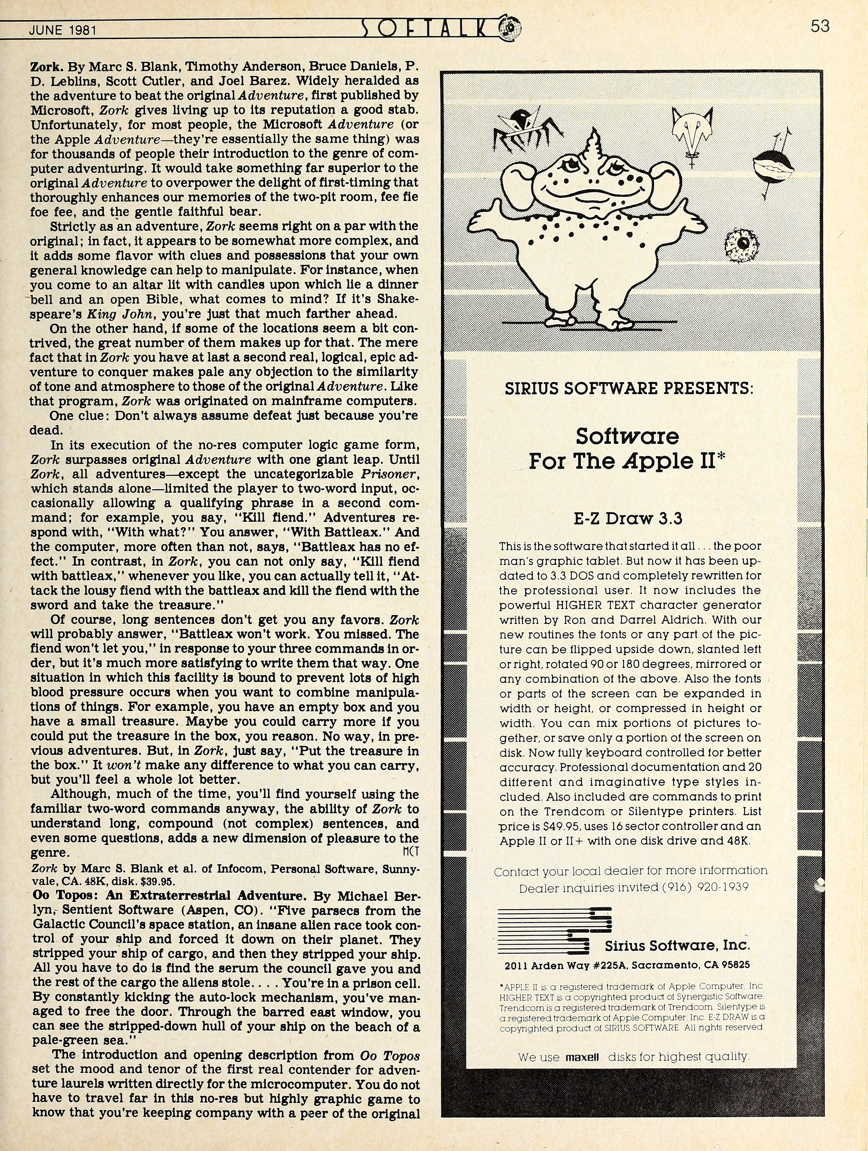 JUNE 1981
SOFTALK
53
Zork. By Marc S. Blank, Timothy Anderson, Bruce Daniels, P.
D. Leblins, Scott Cutler, and Joel Barez. Widely heralded as
the adventure to beat the original Adventure, first published by
Microsoft, Zork gives living up to its reputation a good stab.
Unfortunately, for most people, the Microsoft Adventure (or
the Apple Adventure—they're essentially the same thing) was
for thousands of people their introduction to the genre of com-
puter adventuring. It would take something far superior to the
original Adventure to overpower the delight of first-timing that
thoroughly enhances our memories of the two-pit room, fee fie
foe fee, and the gentle faithful bear.
Strictly as an adventure, Zork seems right on a par with the
original; in fact, it appears to be somewhat more complex, and
it adds some flavor with clues and possessions that your own
general knowledge can help to manipulate. For instance, when
you come to an altar lit with candles upon which lie a dinner
bell and an open Bible, what comes to mind? If it's Shake-
speare's King John, you're just that much farther ahead.
On the other hand, if some of the locations seem a bit con-
trived, the great number of them makes up for that. The mere
fact that in Zork you have at last a second real, logical, epic ad-
venture to conquer makes pale any objection to the similarity
of tone and atmosphere to those of the original Adventure. Like
that program, Zork was originated on mainframe computers.
One clue: Don't always assume defeat just because you're
dead.
In its execution of the no-res computer logic game form,
Zork surpasses original Adventure with one giant leap. Until
Zork, all adventures—except the uncategorizable Prisoner,
which stands alone—limited the player to two-word input, oc-
casionally allowing a qualifying phrase in a second com-
mand; for example, you say, "Kill fiend." Adventures re-
spond with, "With what?" You answer, "With Battleax." And
the computer, more often than not, says, "Battleax has no ef-
fect." In contrast, in Zork, you can not only say, "Kill fiend
with battleax," whenever you like, you can actually tell it, "At-
tack the lousy fiend with the battleax and kill the fiend with the
sword and take the treasure."
Of course, long sentences don't get you any favors. Zork
will probably answer, "Battleax won't work. You missed. The
fiend won't let you," in response to your three commands in or-
der, but it's much more satisfying to write them that way. One
situation in which this facility is bound to prevent lots of high
blood pressure occurs when you want to combine manipula-
tions of things. For example, you have an empty box and you
have a small treasure. Maybe you could carry more if you
could put the treasure in the box, you reason. No way, in pre-
vious adventures. But, in Zork, just say, "Put the treasure in
the box." It won't make any difference to what you can carry,
but you'll feel a whole lot better.
Although, much of the time, you'll find yourself using the
familiar two-word commands anyway, the ability of Zork to
understand long, compound (not complex) sentences, and
even some questions, adds a new dimension of pleasure to the
genre. MCT
Zork by Marc S. Blank et al. of Infocom, Personal Software, Sunny-
vale, CA. 48K, disk. $39.95.
Oo Topos: An Extraterrestrial Adventure. By Michael Ber-
lyn, Sentient Software (Aspen, CO). "Five parsecs from the
Galactic Council's space station, an insane alien race took con-
trol of your ship and forced it down on their planet. They
stripped your ship of cargo, and then they stripped your ship.
All you have to do is find the serum the council gave you and
the rest of the cargo the aliens stole. . . . You're in a prison cell.
By constantly kicking the auto-lock mechanism, you've man-
aged to free the door. Through the barred east window, you
can see the stripped-down hull of your ship on the beach of a
pale-green sea."
The introduction and opening description from Oo Topos
set the mood and tenor of the first real contender for adven-
ture laurels written directly for the microcomputer. You do not
have to travel far in this no-res but highly graphic game to
know that you're keeping company with a peer of the original
SIRIUS SOFTWARE PRESENTS:
Software
For The Apple II*
E-Z Draw 3.3
This is the software that started it all . . . the poor
man's graphic tablet. But now it has been up-
dated to 3.3 DOS and completely rewritten for
the professional user. It now includes the
powerful HIGHER TEXT character generator
written by Ron and Darrel Aldrich. With our
new routines the fonts or any part of the pic-
ture can be flipped upside down, slanted left
or right, rotated 90 or 180 degrees, mirrored or
any combination of the above. Also the fonts
or parts of the screen can be expanded in
width or height, or compressed in height or
width. You can mix portions of pictures to-
gether, or save only a portion of the screen on
disk. Now fully keyboard controlled for better
accuracy. Professional documentation and 20
different and imaginative type styles in-
cluded. Also included are commands to print
on the Trendcom or Silentype printers. List
price is $49.95, uses 16 sector controller and an
Apple II or II+ with one disk drive and 48K.
Contact your local dealer for more information.
Dealer inquiries invited (916) 920-1939
Sirius Software, Inc.
2011 Arden Way #225A, Sacramento, CA 95825
*APPLE II is a registered trademark of Apple Computer, Inc.
HIGHER TEXT is a copyrighted product of Synergistic Software.
Trendcom is a registered trademark of Trendcom. Silentype is
a registered trademark of Apple Computer, Inc. E-Z DRAW is a
copyrighted product of SIRIUS SOFTWARE. All rights reserved.
We use maxell disks for highest quality.